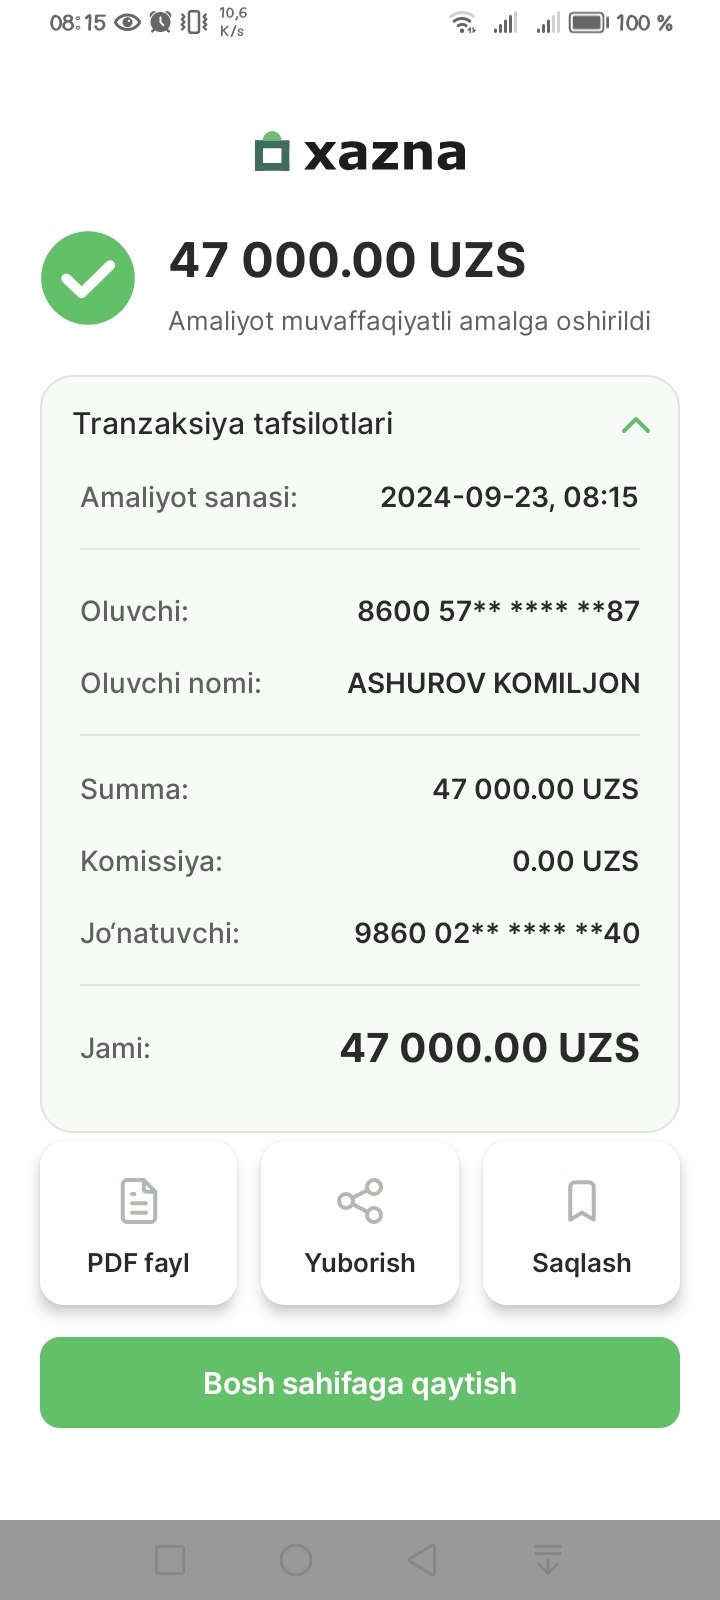 08:15 10,6 K/s 100 %
xazna
47 000.00 UZS
Amaliyot muvaffaqiyatli amalga oshirildi
Tranzaksiya tafsilotlari
Amaliyot sanasi: 2024-09-23, 08:15
Oluvchi: 8600 57** **** **87
Oluvchi nomi: ASHUROV KOMILJON
Summa: 47 000.00 UZS
Komissiya: 0.00 UZS
Jo‘natuvchi: 9860 02** **** **40
Jami: 47 000.00 UZS
PDF fayl Yuborish Saqlash
Bosh sahifaga qaytish